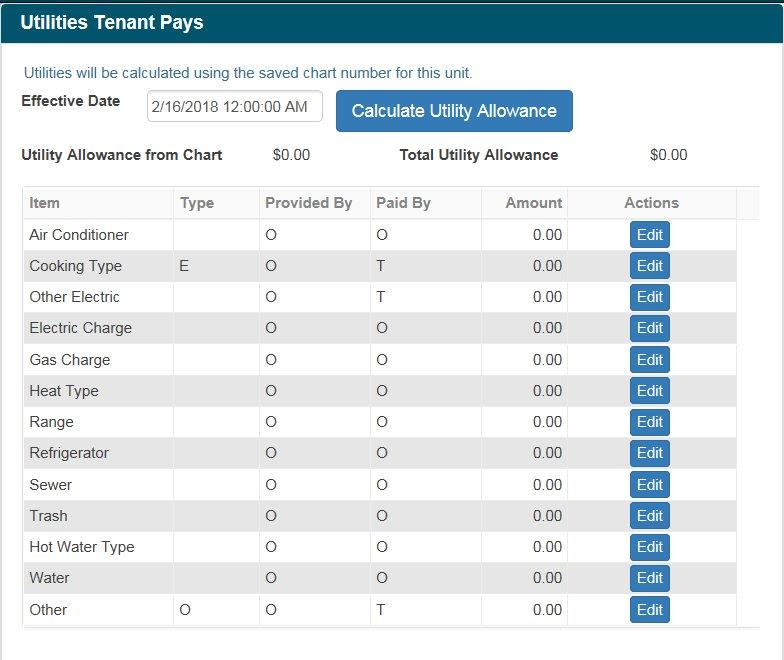 Utilities Tenant Pays
Utilities will be calculated using the saved chart number for this unit.
Effective Date 2/16/2018 12:00:00 AM Calculate Utility Allowance
Utility Allowance from Chart $0.00 Total Utility Allowance $0.00
Item Type Provided By Paid By Amount Actions
Air Conditioner O O 0.00 Edit
Cooking Type E O T 0.00 Edit
Other Electric O T 0.00 Edit
Electric Charge O O 0.00 Edit
Gas Charge O O 0.00 Edit
Heat Type O O 0.00 Edit
Range O O 0.00 Edit
Refrigerator O O 0.00 Edit
Sewer O O 0.00 Edit
Trash O O 0.00 Edit
Hot Water Type O O 0.00 Edit
Water O O 0.00 Edit
Other O O T 0.00 Edit